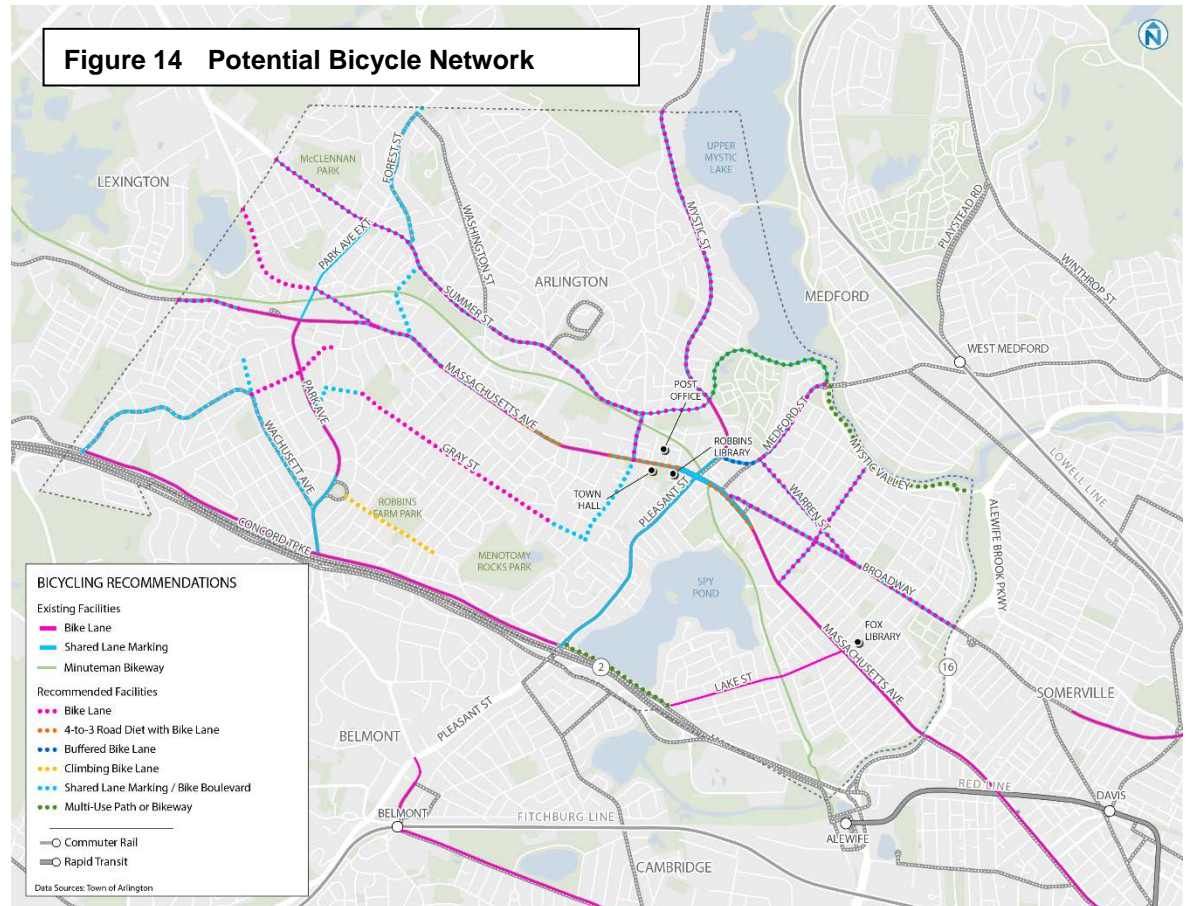 Figure 14 Potential Bicycle Network
N
LEXINGTON
McCLENNAN
PARK
FOREST ST
WASHINGTON ST
PARK AVE EXT.
SUMMER ST
ARLINGTON
UPPER
MYSTIC
LAKE
MYSTIC ST
MEDFORD
PLAYSTEAD RD
WINTHROP ST
WEST MEDFORD
POST
OFFICE
ROBBINS
LIBRARY
MEDFORD ST
MYSTIC VALLEY
LOWELL LINE
MASSACHUSETTS AVE
PARK AVE
WACHUSETT AVE
GRAY ST
TOWN
HALL
PLEASANT ST
WARREN ST
ALEWIFE BROOK PKWY
ROBBINS
FARM PARK
CONCORD TPKE
MENOTOMY
ROCKS PARK
SPY
POND
BROADWAY
FOX
LIBRARY
MASSACHUSETTS AVE
16
2
LAKE ST
SOMERVILLE
BELMONT
PLEASANT ST
BELMONT
FITCHBURG LINE
RED LINE
DAVIS
ALEWIFE
CAMBRIDGE
BICYCLING RECOMMENDATIONS
Existing Facilities
Bike Lane
Shared Lane Marking
Minuteman Bikeway
Recommended Facilities
Bike Lane
4-to-3 Road Diet with Bike Lane
Buffered Bike Lane
Climbing Bike Lane
Shared Lane Marking / Bike Boulevard
Multi-Use Path or Bikeway
Commuter Rail
Rapid Transit
Data Sources: Town of Arlington